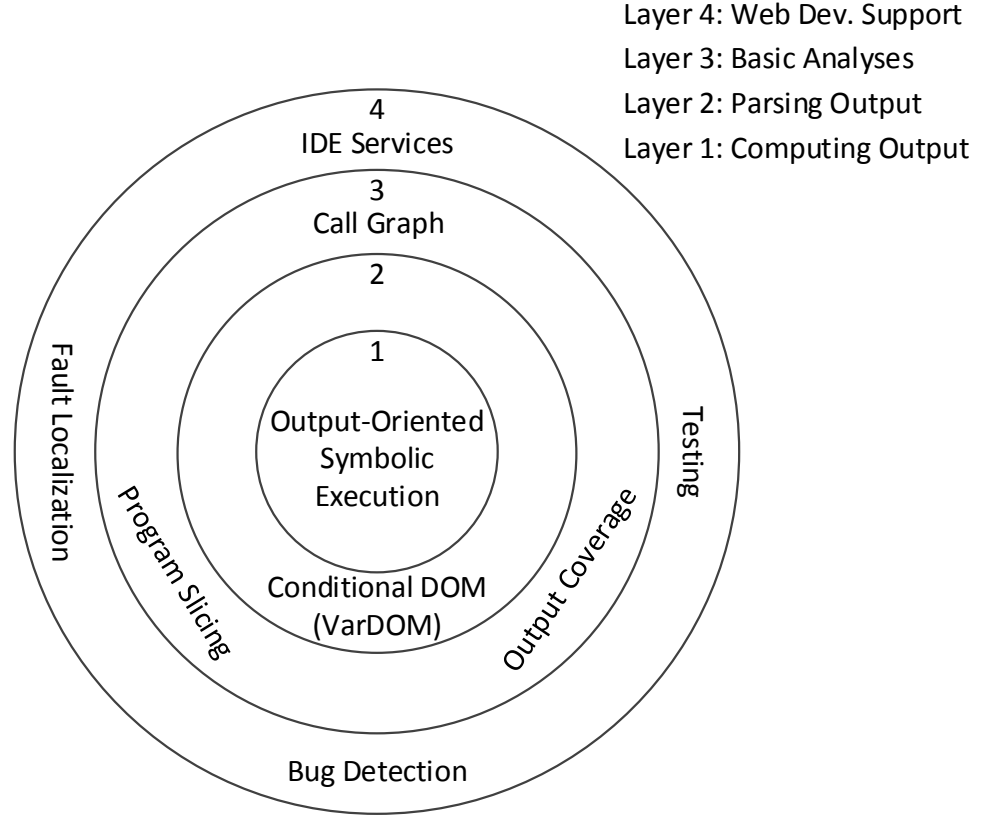 Layer 4: Web Dev. Support
Layer 3: Basic Analyses
Layer 2: Parsing Output
Layer 1: Computing Output
4
IDE Services
3
Call Graph
2
1
Output-Oriented
Symbolic
Execution
Conditional DOM
(VarDOM)
Fault Localization
Program Slicing
Output Coverage
Testing
Bug Detection